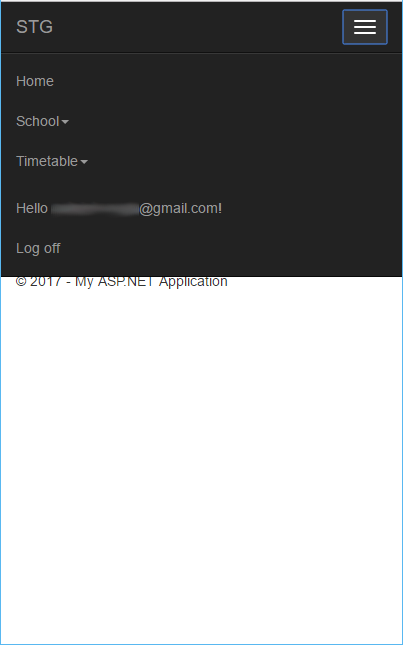 STG
Home
School
Timetable
Hello @gmail.com!
Log off
© 2017 - My ASP.NET Application